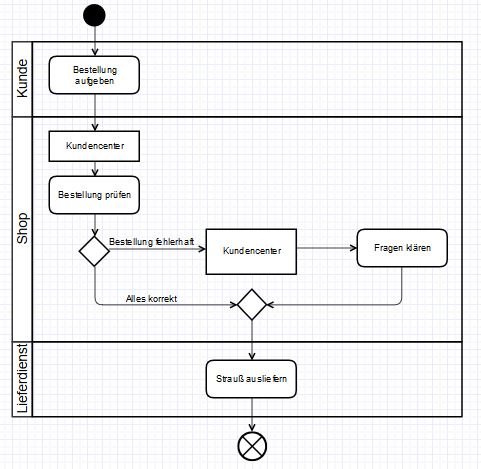 Kunde
Bestellung
aufgeben
Shop
Kundencenter
Bestellung prüfen
Bestellung fehlerhaft
Kundencenter
Fragen klären
Alles korrekt
Lieferdienst
Strauß ausliefern